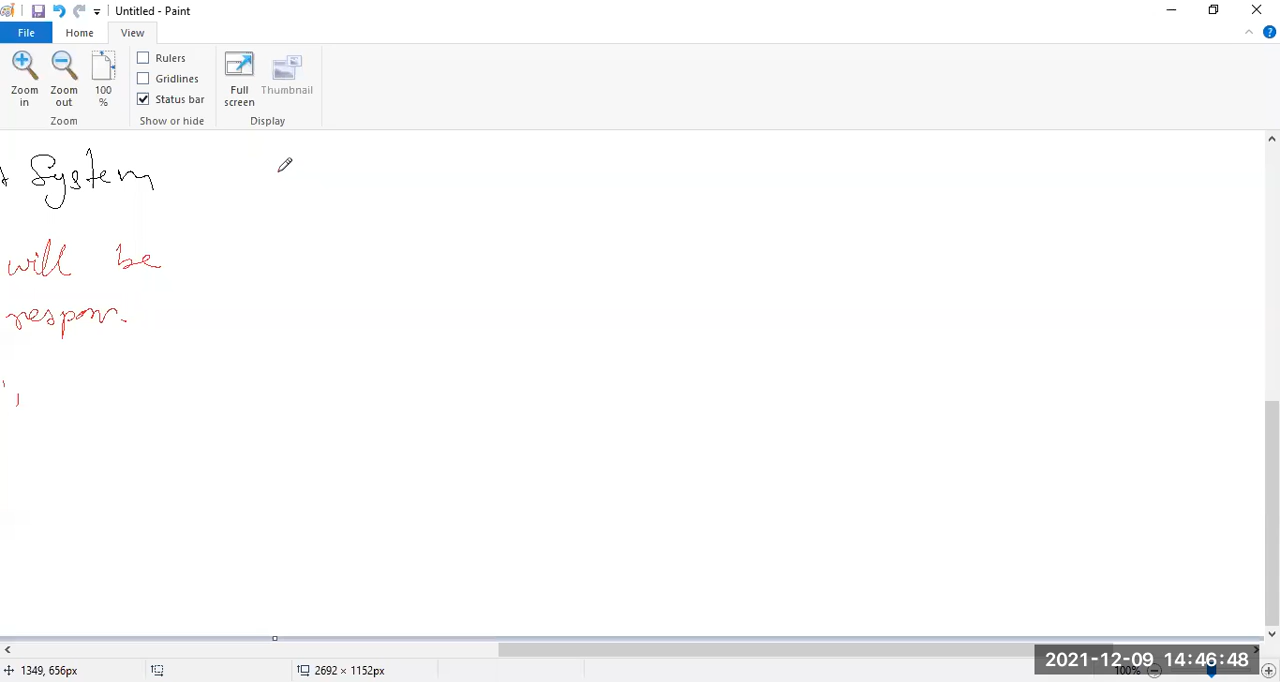 Untitled - Paint
File Home View
Zoom in
Zoom out
100 %
Rulers
Gridlines
Status bar
Full screen
Thumbnail
Zoom
Show or hide
Display
System
will be
respon.
1349, 656px
2692 × 1152px
100%
2021-12-09 14:46:48